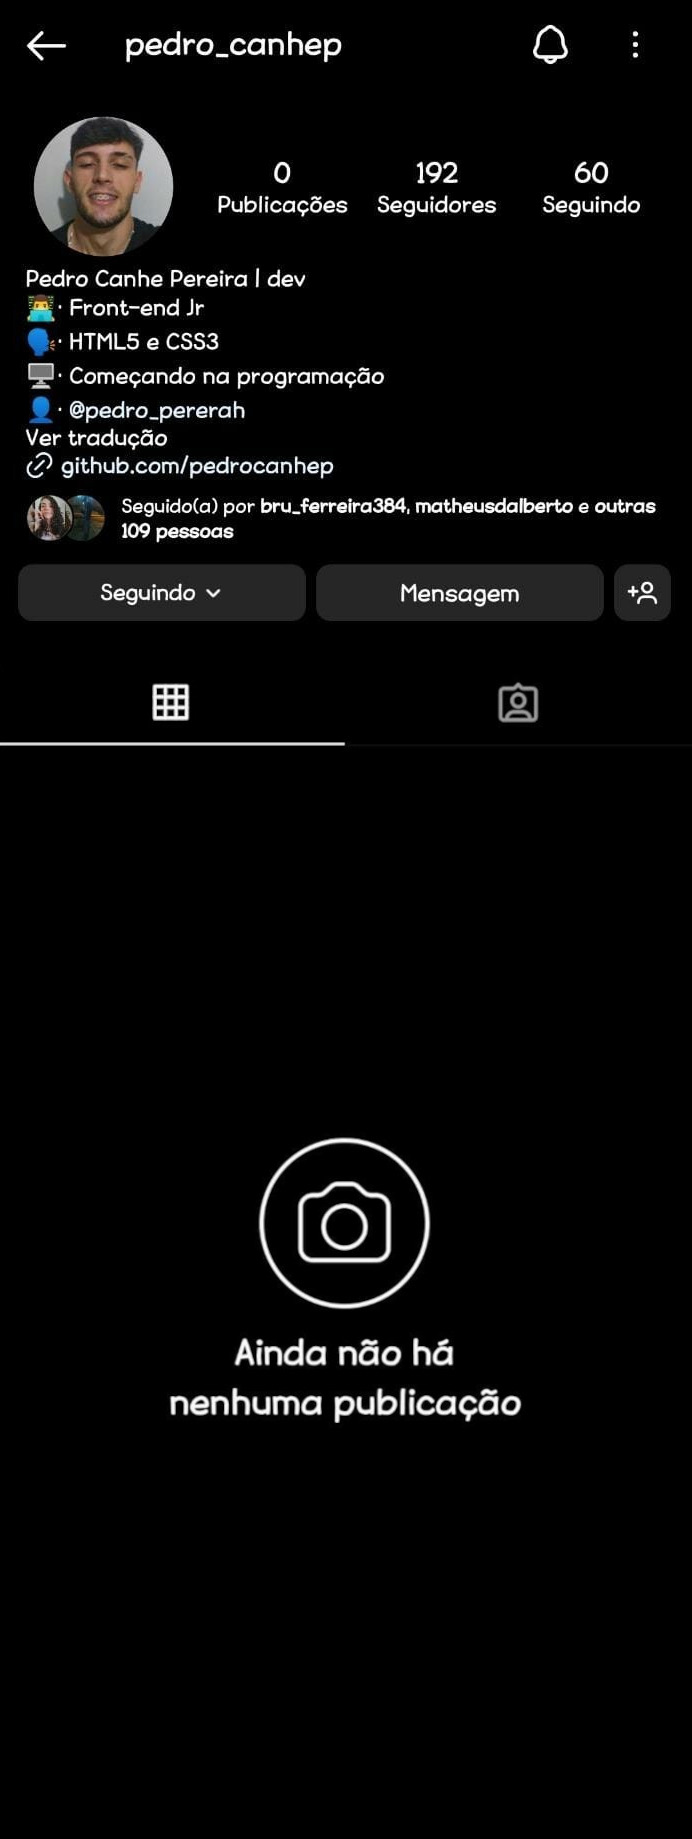 pedro_canhep
0 192 60
Publicações Seguidores Seguindo
Pedro Canhe Pereira | dev
👨‍💻· Front-end Jr
🗣️· HTML5 e CSS3
🖥️· Começando na programação
👤· @pedro_pererah
Ver tradução
github.com/pedrocanhep
Seguido(a) por bru_ferreira384, matheusdalberto e outras
109 pessoas
Seguindo Mensagem
Ainda não há
nenhuma publicação